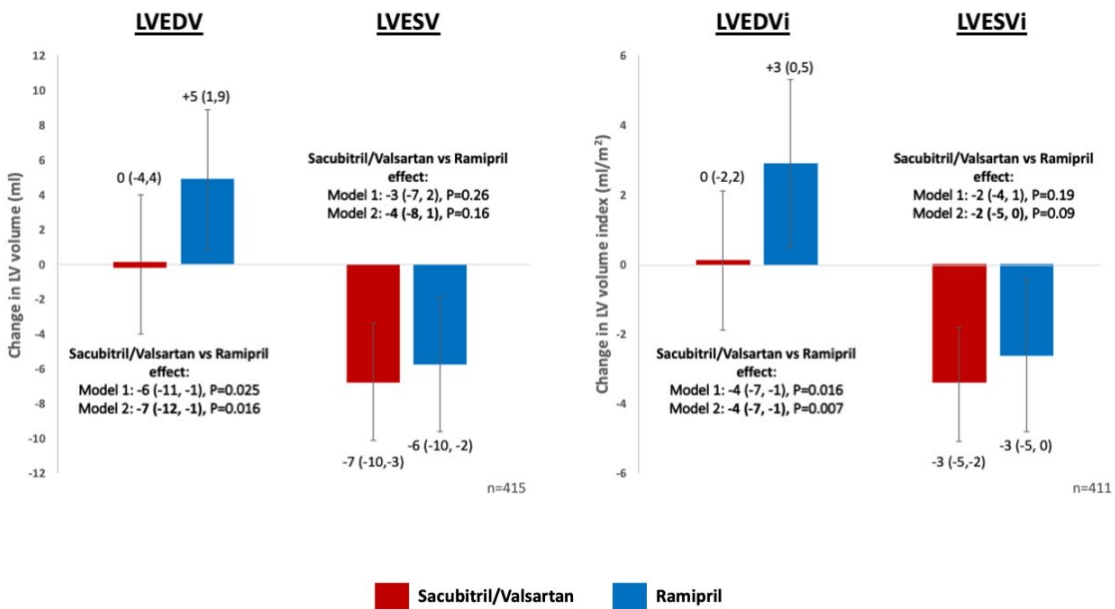 LVEDV
LVESV
Change in LV volume (ml)
12
10
8
6
4
2
0
-2
-4
-6
-8
-10
-12
0 (-4,4)
+5 (1,9)
Sacubitril/Valsartan vs Ramipril
effect:
Model 1: -3 (-7, 2), P=0.26
Model 2: -4 (-8, 1), P=0.16
Sacubitril/Valsartan vs Ramipril
effect:
Model 1: -6 (-11, -1), P=0.025
Model 2: -7 (-12, -1), P=0.016
-7 (-10,-3)
-6 (-10, -2)
n=415
LVEDVi
LVESVi
Change in LV volume index (ml/m²)
6
4
2
0
-2
-4
-6
0 (-2,2)
+3 (0,5)
Sacubitril/Valsartan vs Ramipril
effect:
Model 1: -2 (-4, 1), P=0.19
Model 2: -2 (-5, 0), P=0.09
Sacubitril/Valsartan vs Ramipril
effect:
Model 1: -4 (-7, -1), P=0.016
Model 2: -4 (-7, -1), P=0.007
-3 (-5,-2)
-3 (-5, 0)
n=411
Sacubitril/Valsartan
Ramipril